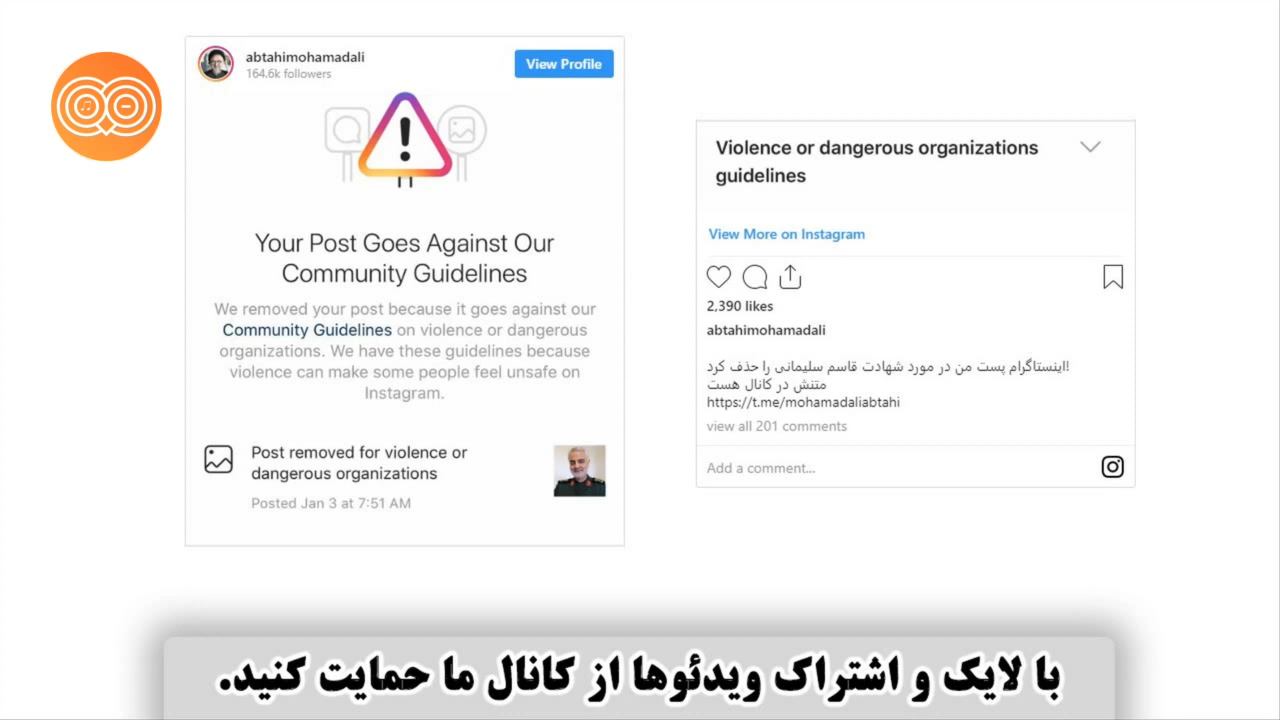 abtahimohamadali
164.6k followers
View Profile
Your Post Goes Against Our
Community Guidelines
We removed your post because it goes against our
Community Guidelines on violence or dangerous
organizations. We have these guidelines because
violence can make some people feel unsafe on
Instagram.
Post removed for violence or
dangerous organizations
Posted Jan 3 at 7:51 AM
Violence or dangerous organizations
guidelines
View More on Instagram
2,390 likes
abtahimohamadali
اینستاگرام پست من در مورد شهادت قاسم سلیمانی را حذف کرد!
متنش در کانال هست
https://t.me/mohamadaliabtahi
view all 201 comments
Add a comment...
با لایک و اشتراک ویدئوها از کانال ما حمایت کنید.